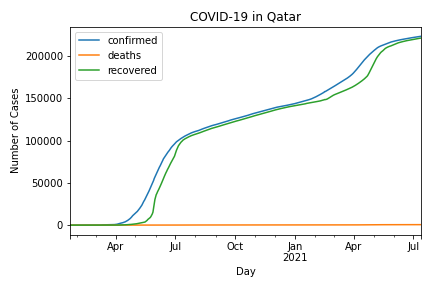 COVID-19 in Qatar
confirmed
deaths
recovered
Number of Cases
200000
150000
100000
50000
0
Apr Jul Oct Jan Apr Jul
2021
Day